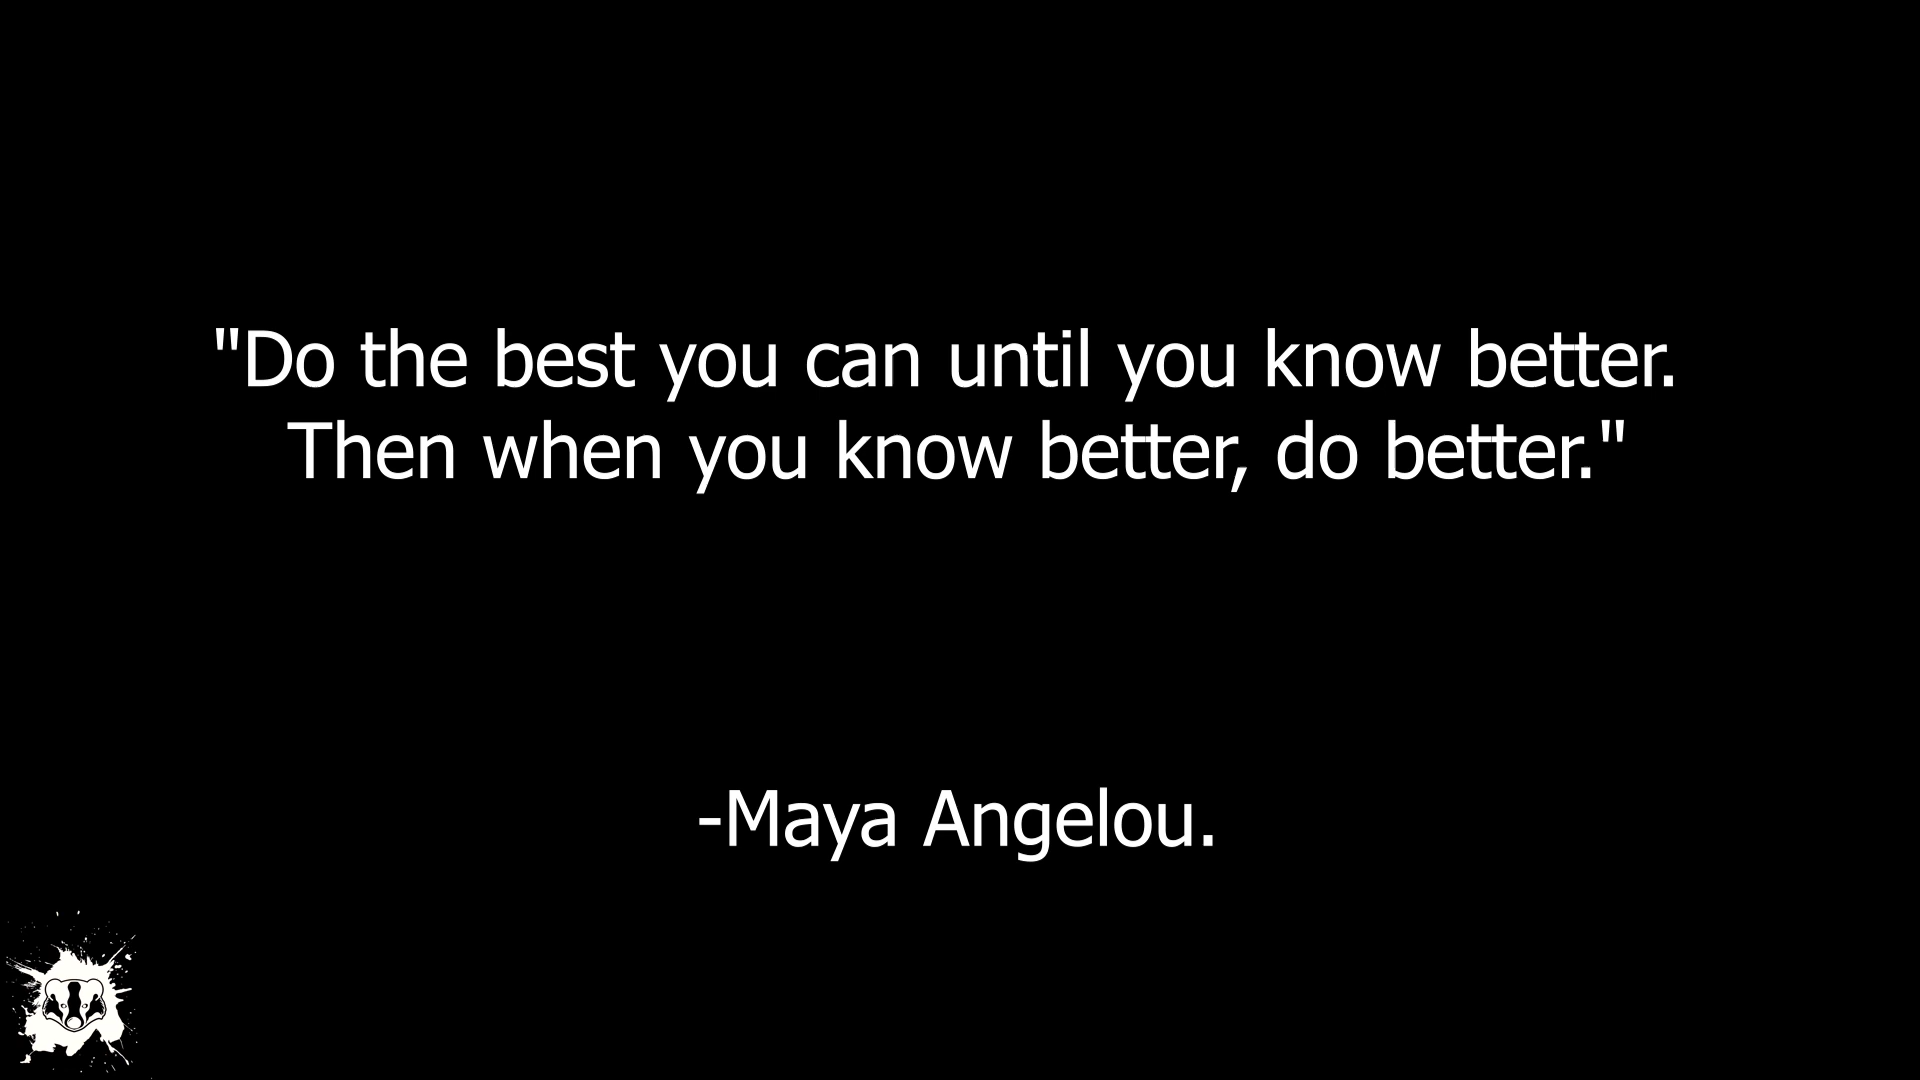 "Do the best you can until you know better.
Then when you know better, do better."
-Maya Angelou.